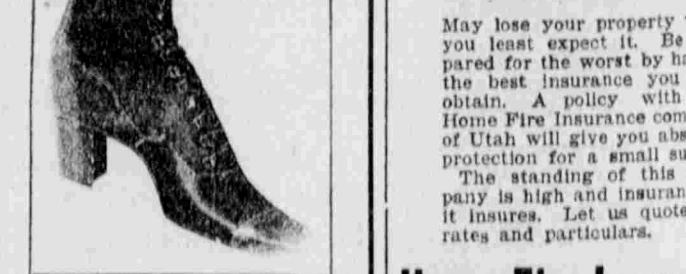 May lose your property
you least expect it. Be
pared for the worst by
the best insurance you
obtain. A policy with
Home Fire Insurance com
of Utah will give you abs
protection for a small su
The standing of this
pany is high and insuran
it insures. Let us quote
rates and particulars.